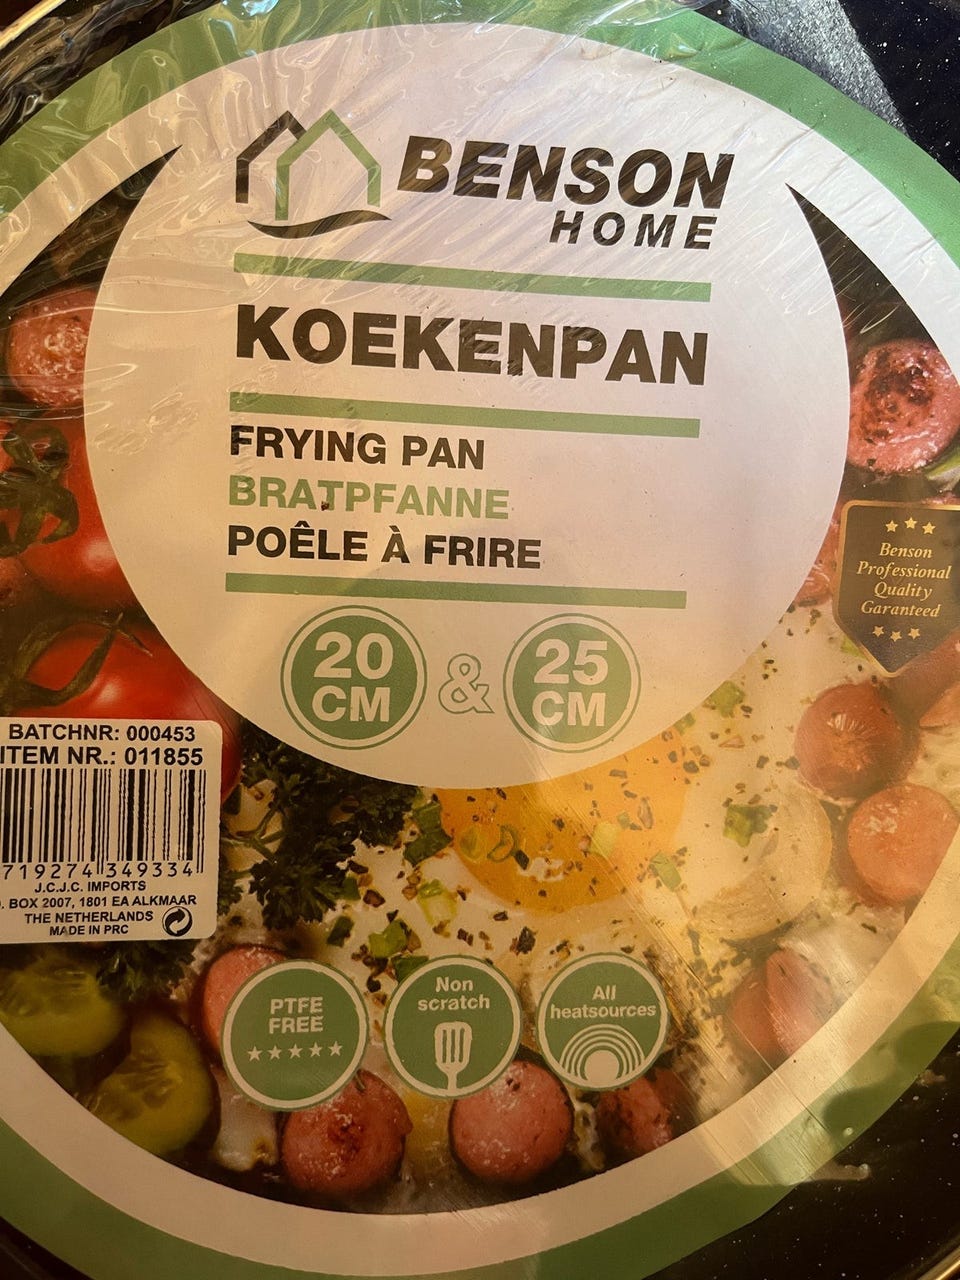 BENSON
HOME
KOEKENPAN
FRYING PAN
BRATPFANNE
POÊLE À FRIRE
20
CM
&
25
CM
Benson
Professional
Quality
Garanteed
BATCHNR: 000453
ITEM NR.: 011855
719274 349334
J.C.J.C. IMPORTS
BOX 2007, 1801 EA ALKMAAR
THE NETHERLANDS
MADE IN PRC
PTFE
FREE
Non
scratch
All
heatsources